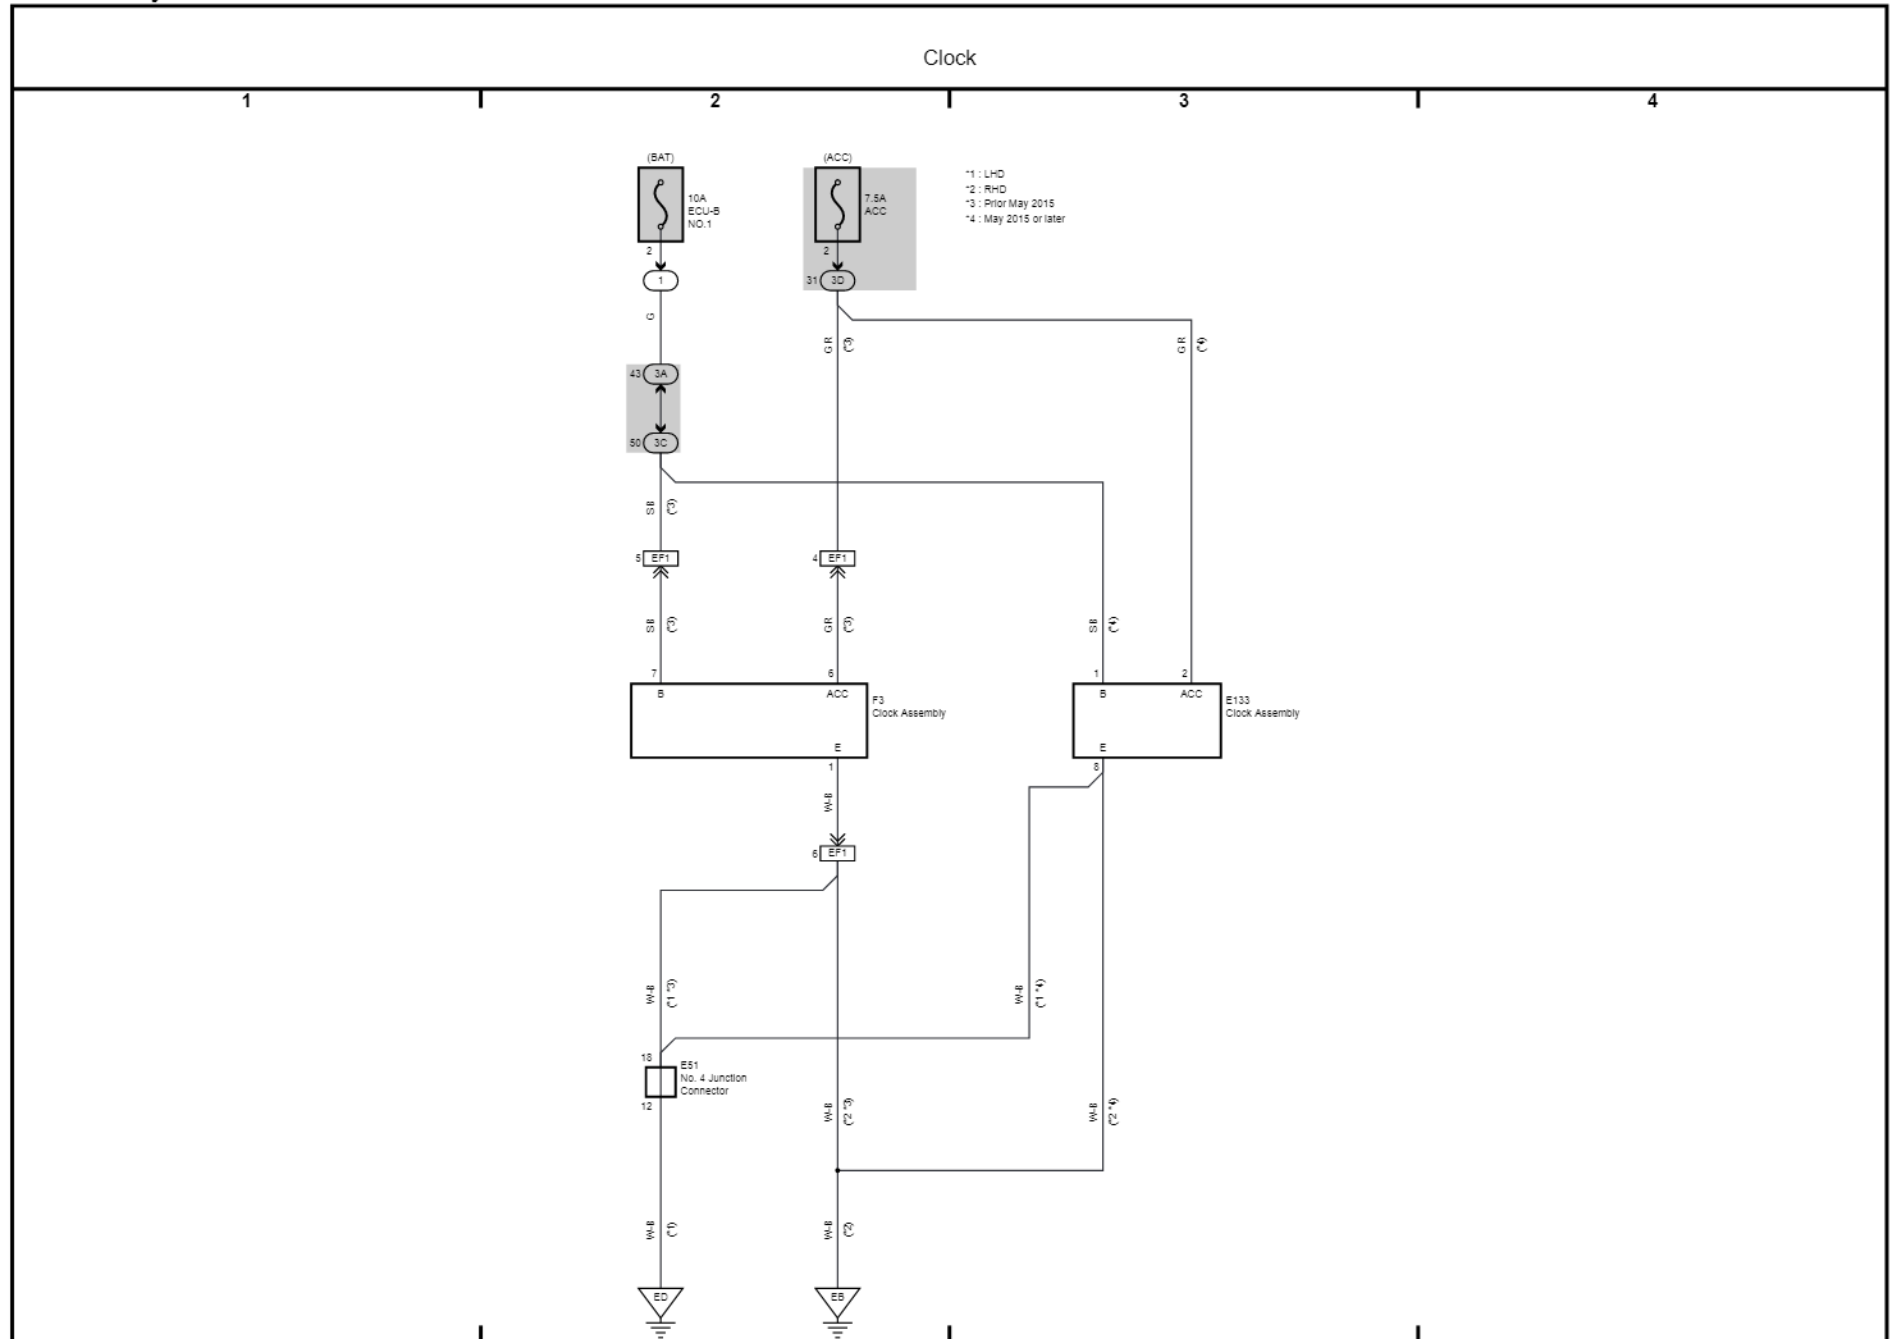 Clock
1
2
3
4
(BAT)
(ACC)
10A
ECU-B
NO.1
7.5A
ACC
*1 : LHD
*2 : RHD
*3 : Prior May 2015
*4 : May 2015 or later
2
2
1
31
3D
G
GR
(*3)
GR
(*4)
43
3A
50
3C
SB
(*3)
5
EF1
4
EF1
SB
(*3)
GR
(*3)
SB
(*4)
7
6
1
2
B
ACC
B
ACC
F3
Clock Assembly
E133
Clock Assembly
E
E
1
8
W-B
6
EF1
W-B
(*1 *3)
W-B
(*1 *4)
18
E51
No. 4 Junction
Connector
12
W-B
(*2 *3)
W-B
(*2 *4)
W-B
(*1)
W-B
(*2)
ED
EB